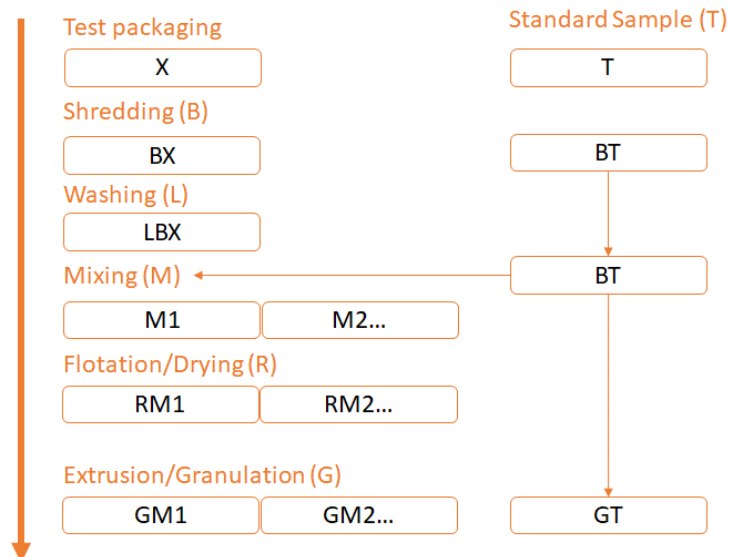 Test packaging
Standard Sample (T)
X
T
Shredding (B)
BX
BT
Washing (L)
LBX
Mixing (M)
BT
M1
M2...
Flotation/Drying (R)
RM1
RM2...
Extrusion/Granulation (G)
GM1
GM2...
GT